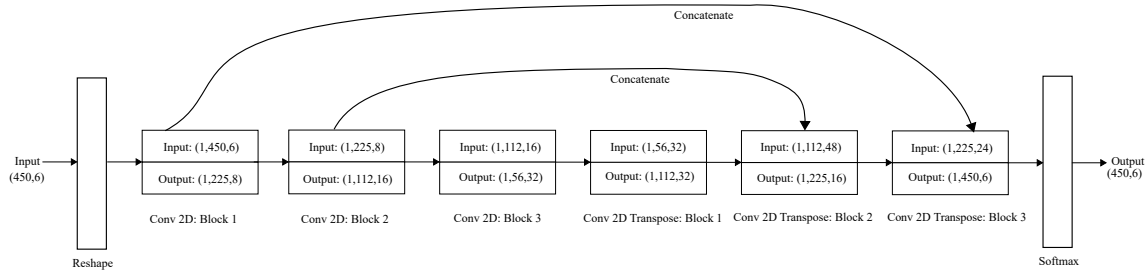 Concatenate
Concatenate
Input
(450,6)
Reshape
Input: (1,450,6)
Output: (1,225,8)
Conv 2D: Block 1
Input: (1,225,8)
Output: (1,112,16)
Conv 2D: Block 2
Input: (1,112,16)
Output: (1,56,32)
Conv 2D: Block 3
Input: (1,56,32)
Output: (1,112,32)
Conv 2D Transpose: Block 1
Input: (1,112,48)
Output: (1,225,16)
Conv 2D Transpose: Block 2
Input: (1,225,24)
Output: (1,450,6)
Conv 2D Transpose: Block 3
Softmax
Output
(450,6)